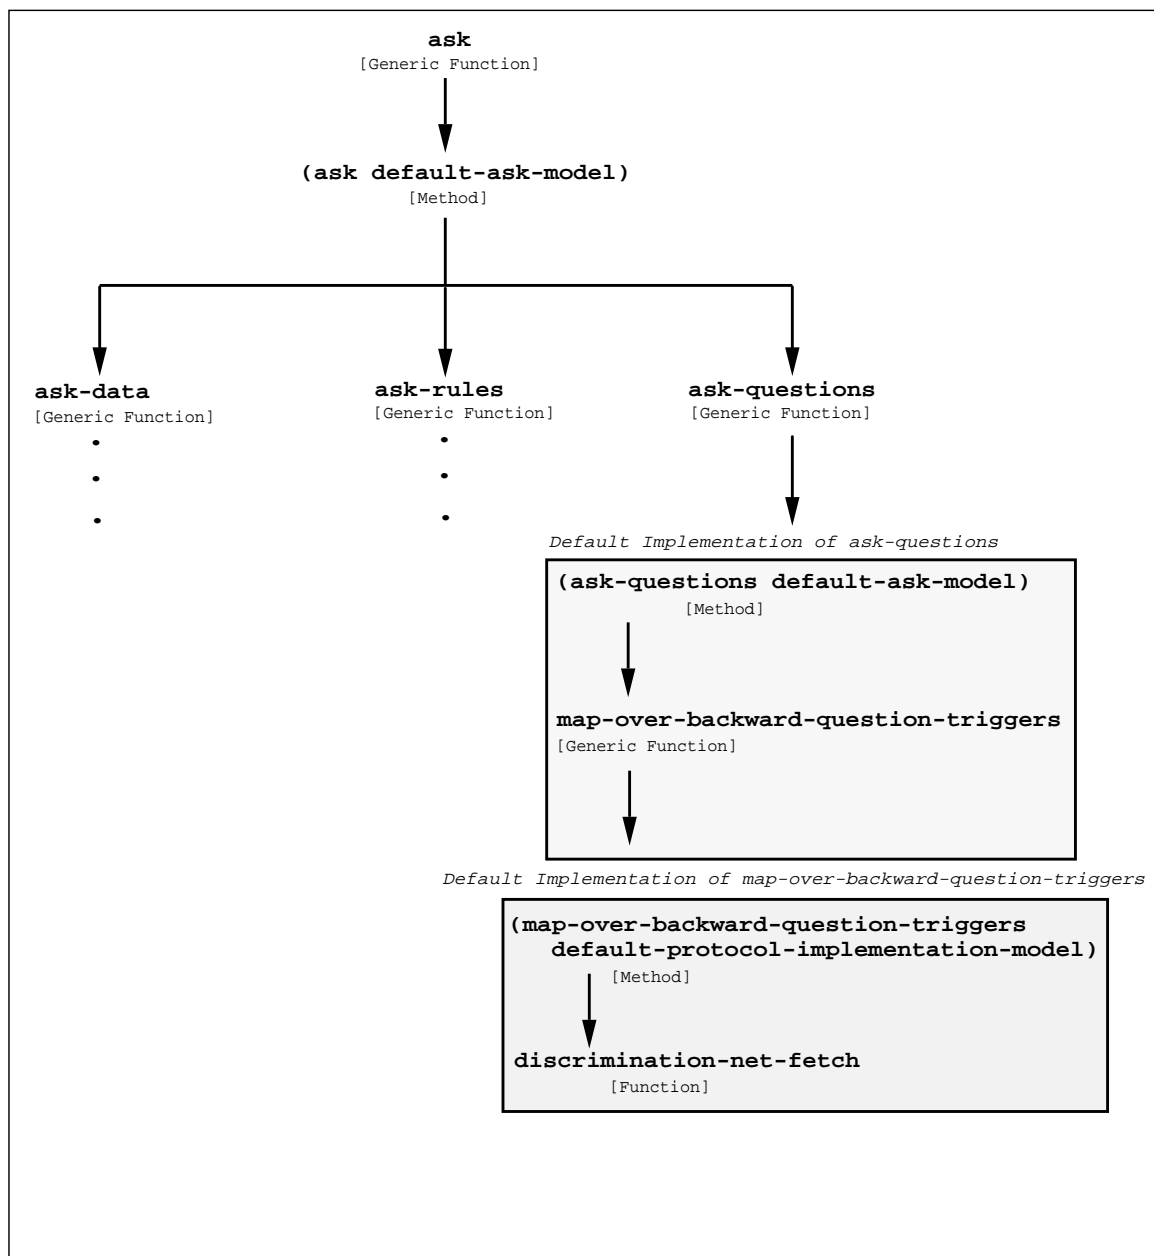 ask
[Generic Function]
(ask default-ask-model)
[Method]
ask-data
[Generic Function]
ask-rules
[Generic Function]
ask-questions
[Generic Function]
Default Implementation of ask-questions
(ask-questions default-ask-model)
[Method]
map-over-backward-question-triggers
[Generic Function]
Default Implementation of map-over-backward-question-triggers
(map-over-backward-question-triggers
default-protocol-implementation-model)
[Method]
discrimination-net-fetch
[Function]